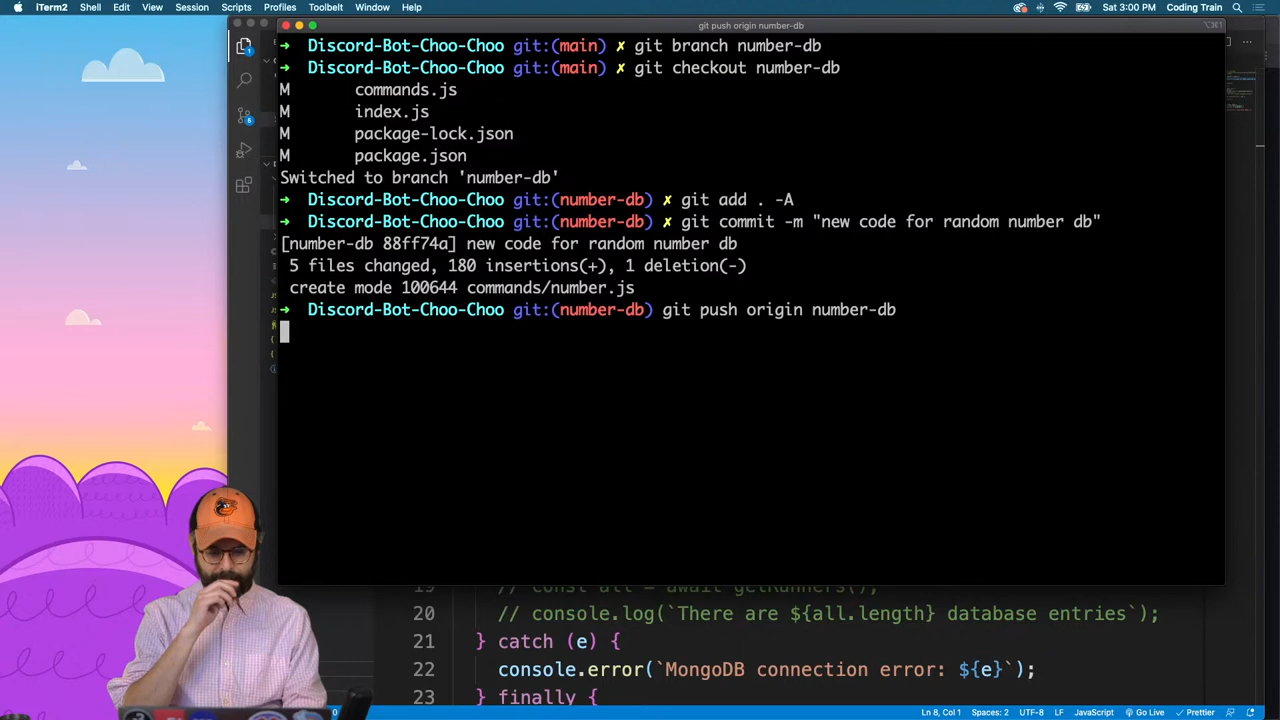 iTerm2 Shell Edit View Session Scripts Profiles Toolbelt Window Help
Sat 3:00 PM Coding Train
git push origin number-db
⌥⌘1
➜ Discord-Bot-Choo-Choo git:(main) ✗ git branch number-db
➜ Discord-Bot-Choo-Choo git:(main) ✗ git checkout number-db
M commands.js
M index.js
M package-lock.json
M package.json
Switched to branch 'number-db'
➜ Discord-Bot-Choo-Choo git:(number-db) ✗ git add . -A
➜ Discord-Bot-Choo-Choo git:(number-db) ✗ git commit -m "new code for random number db"
[number-db 88ff74a] new code for random number db
5 files changed, 180 insertions(+), 1 deletion(-)
create mode 100644 commands/number.js
➜ Discord-Bot-Choo-Choo git:(number-db) git push origin number-db
19 // const all = await getRunners();
20 // console.log(`There are ${all.length} database entries`);
21 } catch (e) {
22 console.error(`MongoDB connection error: ${e}`);
23 } finally {
Ln 8, Col 1 Spaces: 2 UTF-8 LF JavaScript Go Live Prettier